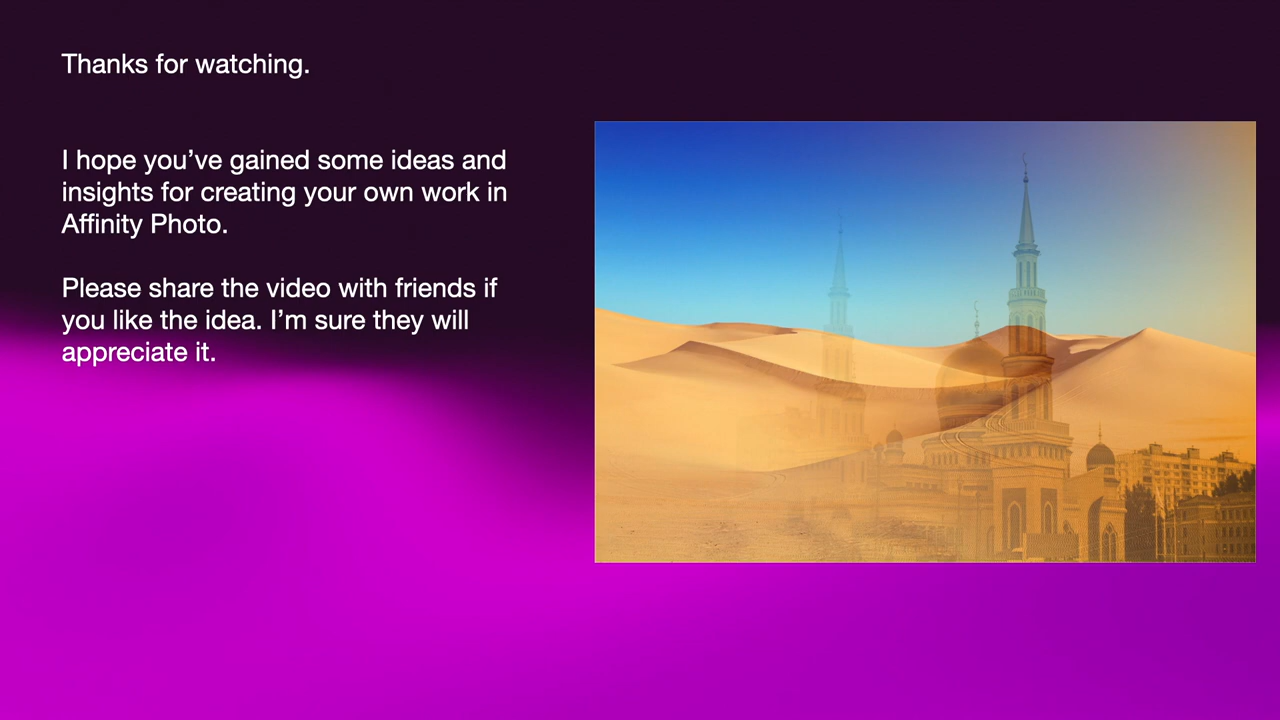 Thanks for watching.
I hope you’ve gained some ideas and
insights for creating your own work in
Affinity Photo.
Please share the video with friends if
you like the idea. I’m sure they will
appreciate it.